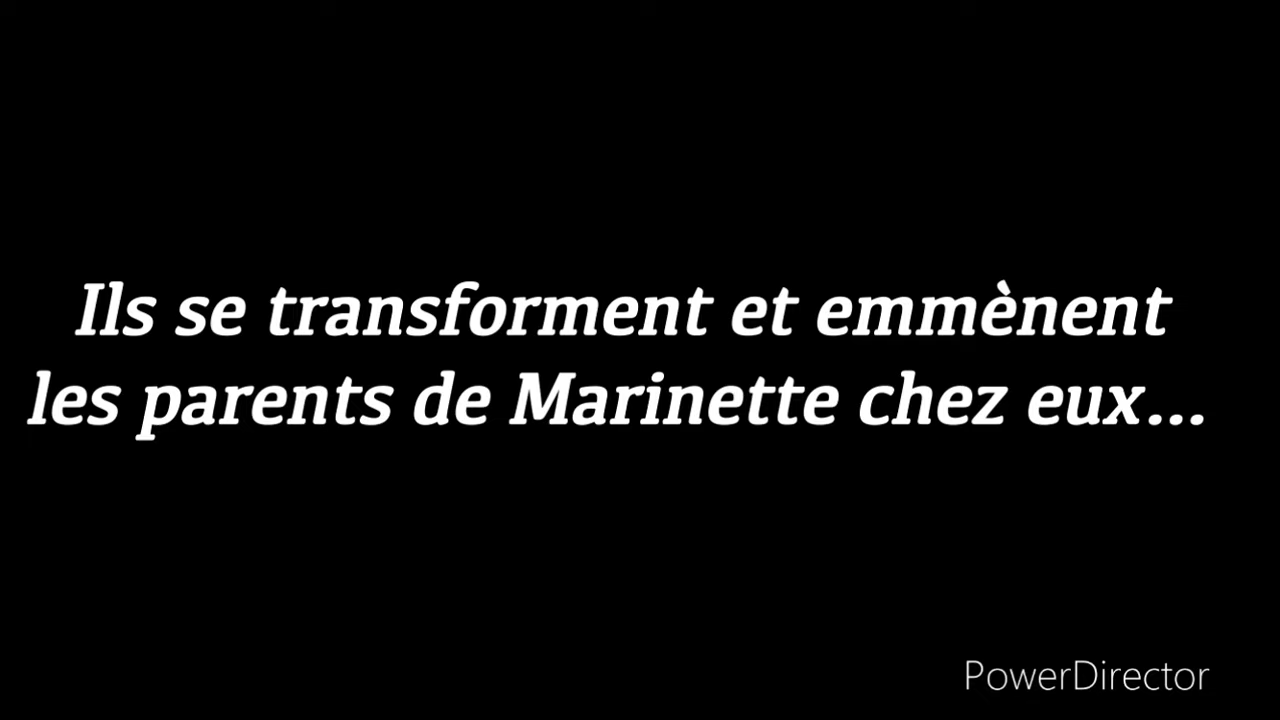 Ils se transforment et emmènent
les parents de Marinette chez eux...
PowerDirector